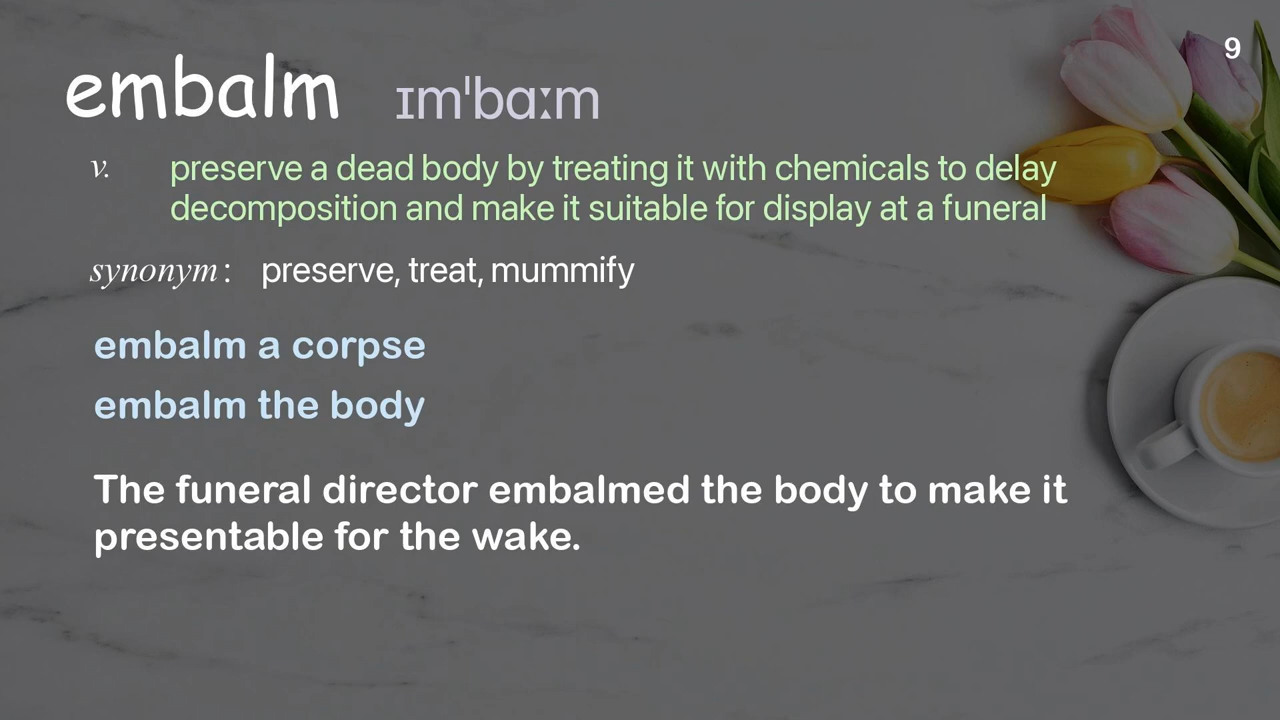 9
embalm ɪmˈbɑːm
v. preserve a dead body by treating it with chemicals to delay
decomposition and make it suitable for display at a funeral
synonym: preserve, treat, mummify
embalm a corpse
embalm the body
The funeral director embalmed the body to make it
presentable for the wake.